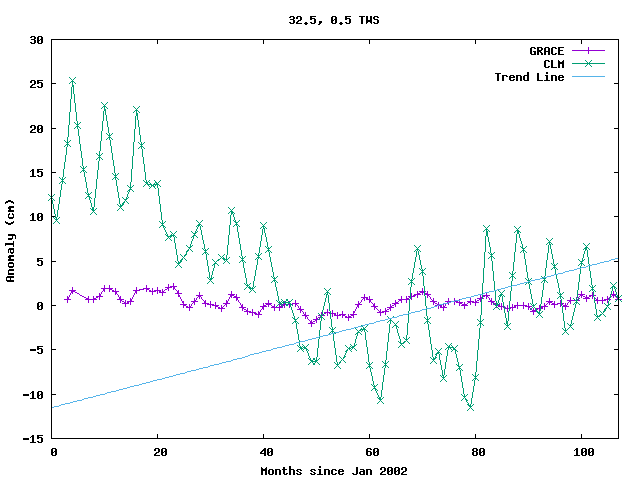 32.5, 0.5 TWS
GRACE
CLM
Trend Line
30
25
20
15
10
5
0
-5
-10
-15
Anomaly (cm)
0 20 40 60 80 100
Months since Jan 2002